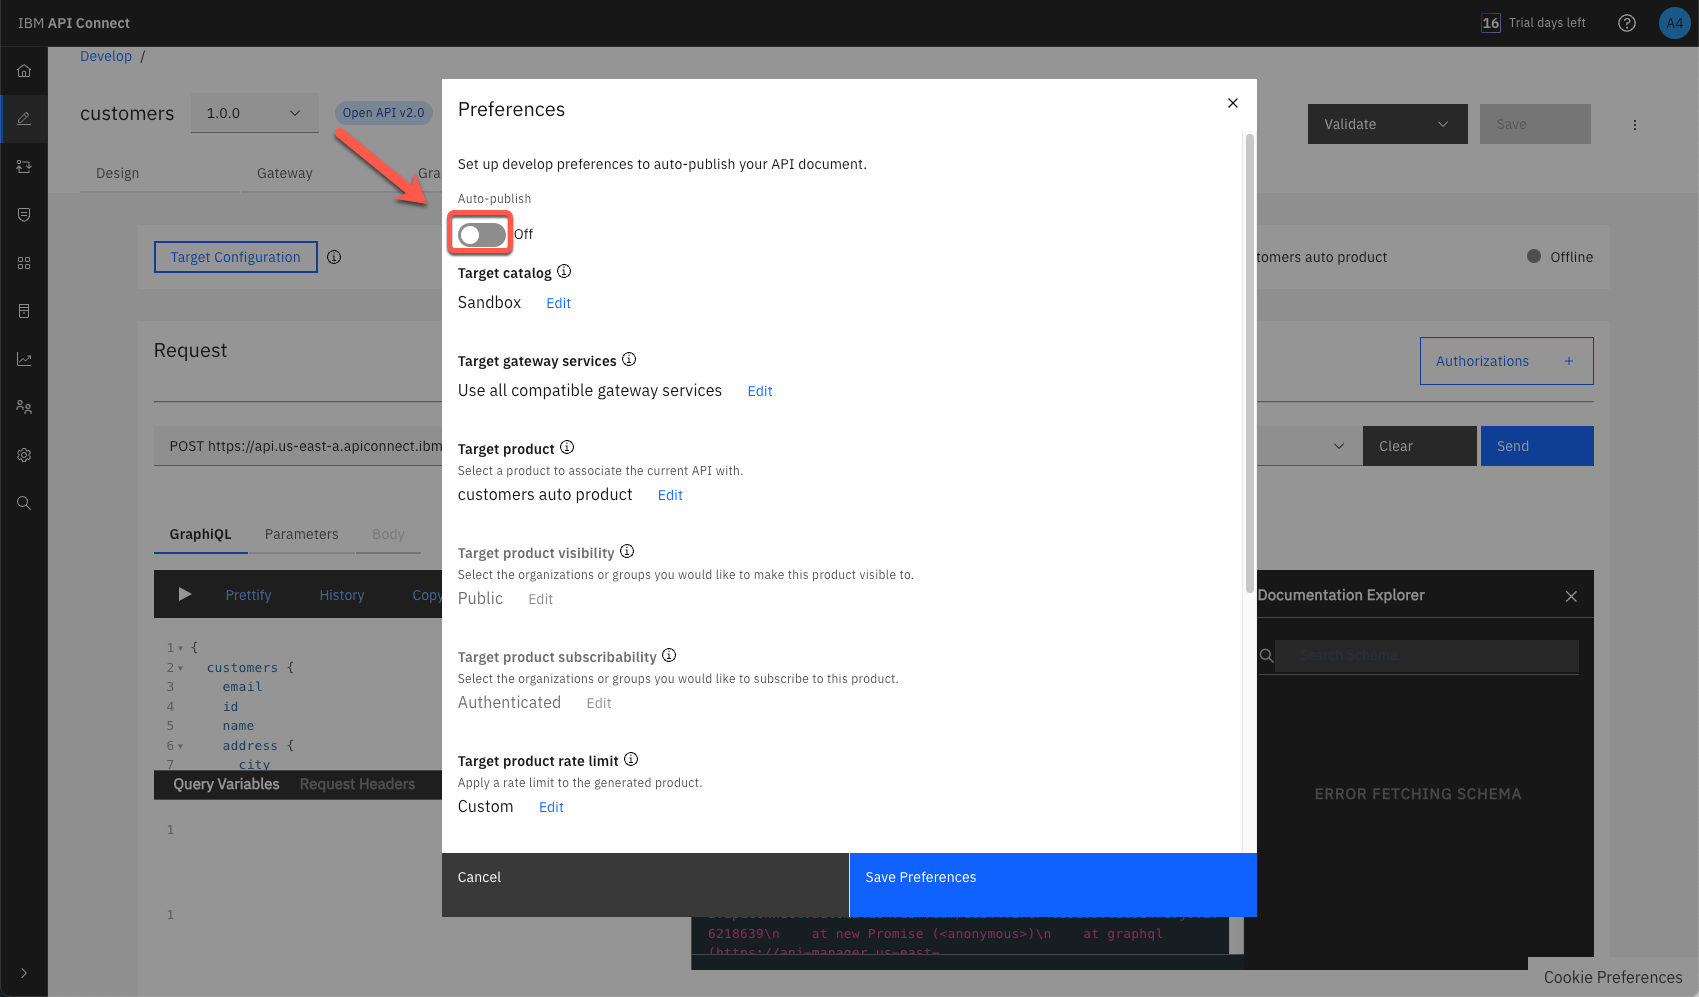 IBM API Connect
16 Trial days left
A4
Develop /
customers
1.0.0
Open API v2.0
Validate
Save
Design
Gateway
Gra
Target Configuration
tomers auto product
Offline
Request
Authorizations +
POST https://api.us-east-a.apiconnect.ibm
Clear
Send
GraphiQL
Parameters
Body
Prettify
History
Copy
1 {
2 customers {
3 email
4 id
5 name
6 address {
7 city
Query Variables
Request Headers
1
1
Preferences
Set up develop preferences to auto-publish your API document.
Auto-publish
Off
Target catalog
Sandbox Edit
Target gateway services
Use all compatible gateway services Edit
Target product
Select a product to associate the current API with.
customers auto product Edit
Target product visibility
Select the organizations or groups you would like to make this product visible to.
Public Edit
Target product subscribability
Select the organizations or groups you would like to subscribe to this product.
Authenticated Edit
Target product rate limit
Apply a rate limit to the generated product.
Custom Edit
Cancel
Save Preferences
Documentation Explorer
Search Schema...
ERROR FETCHING SCHEMA
6218639\n at new Promise (<anonymous>)\n at graphql
(https://api-manager.us-east-
Cookie Preferences